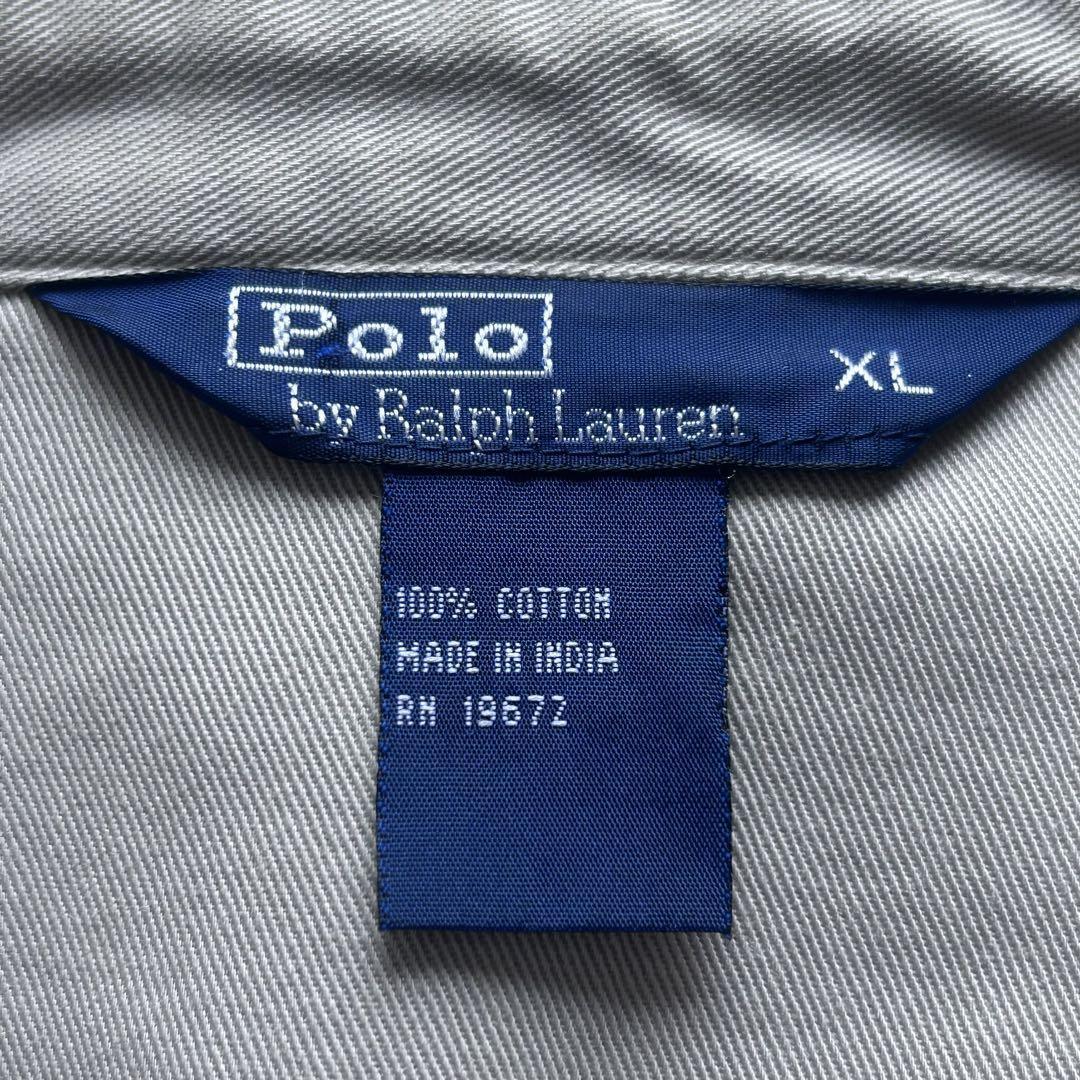 Polo
by Ralph Lauren
XL
100% COTTON
MADE IN INDIA
RN 19672